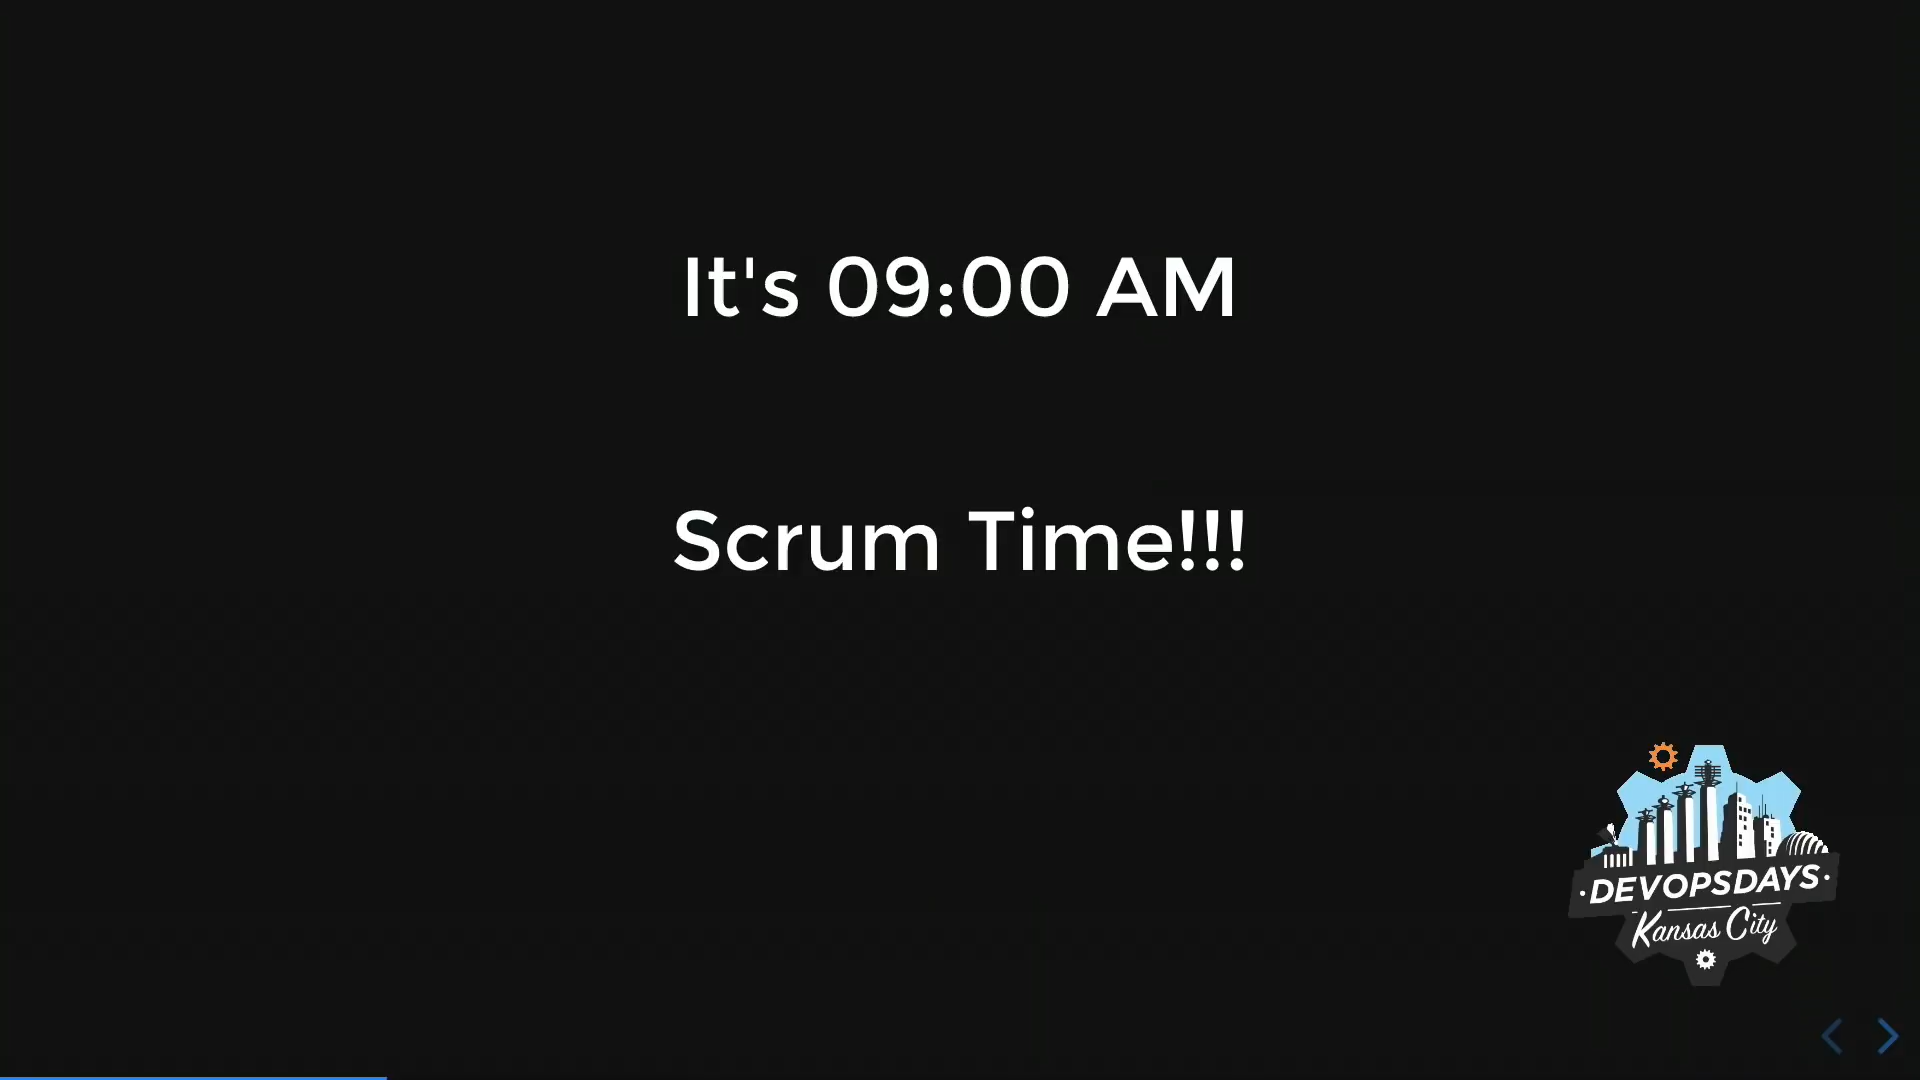 It's 09:00 AM
Scrum Time!!!
· DEVOPSDAYS ·
Kansas City